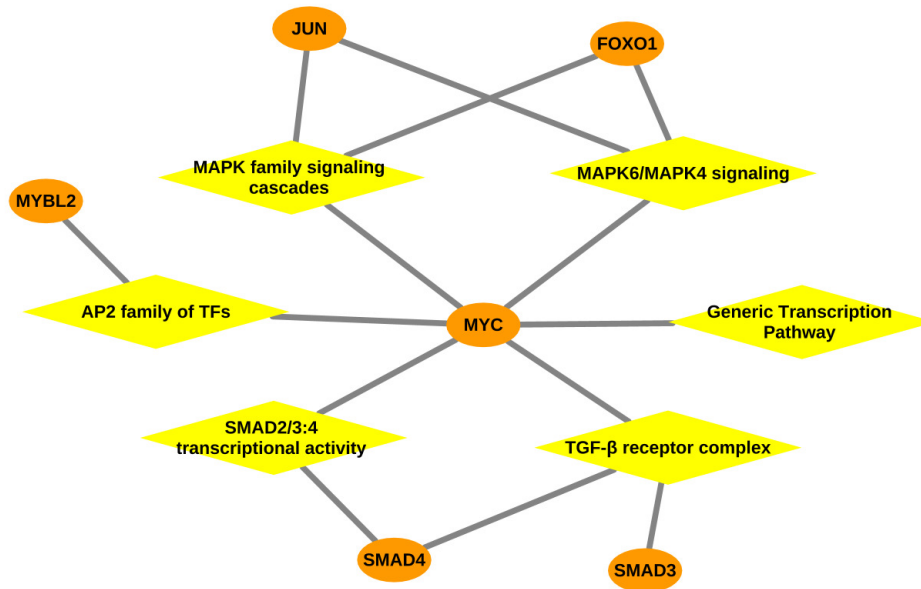 JUN
FOXO1
MAPK family signaling
cascades
MAPK6/MAPK4 signaling
MYBL2
AP2 family of TFs
MYC
Generic Transcription
Pathway
SMAD2/3:4
transcriptional activity
TGF-β receptor complex
SMAD4
SMAD3